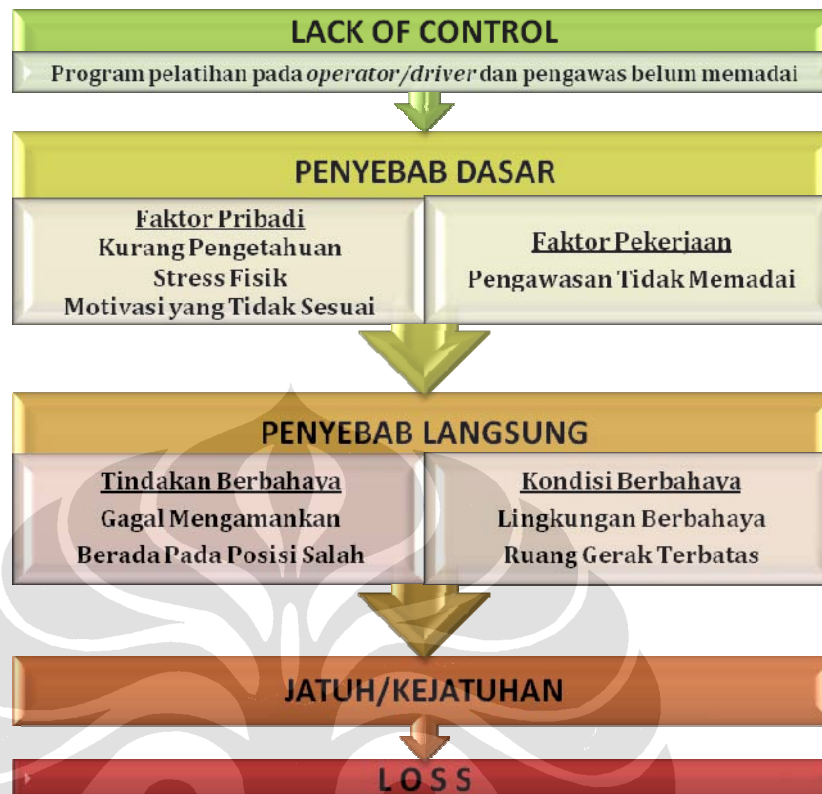 LACK OF CONTROL
Program pelatihan pada operator/driver dan pengawas belum memadai
PENYEBAB DASAR
Faktor Pribadi
Kurang Pengetahuan
Stress Fisik
Motivasi yang Tidak Sesuai
Faktor Pekerjaan
Pengawasan Tidak Memadai
PENYEBAB LANGSUNG
Tindakan Berbahaya
Gagal Mengamankan
Berada Pada Posisi Salah
Kondisi Berbahaya
Lingkungan Berbahaya
Ruang Gerak Terbatas
JATUH/KEJATUHAN
L O S S